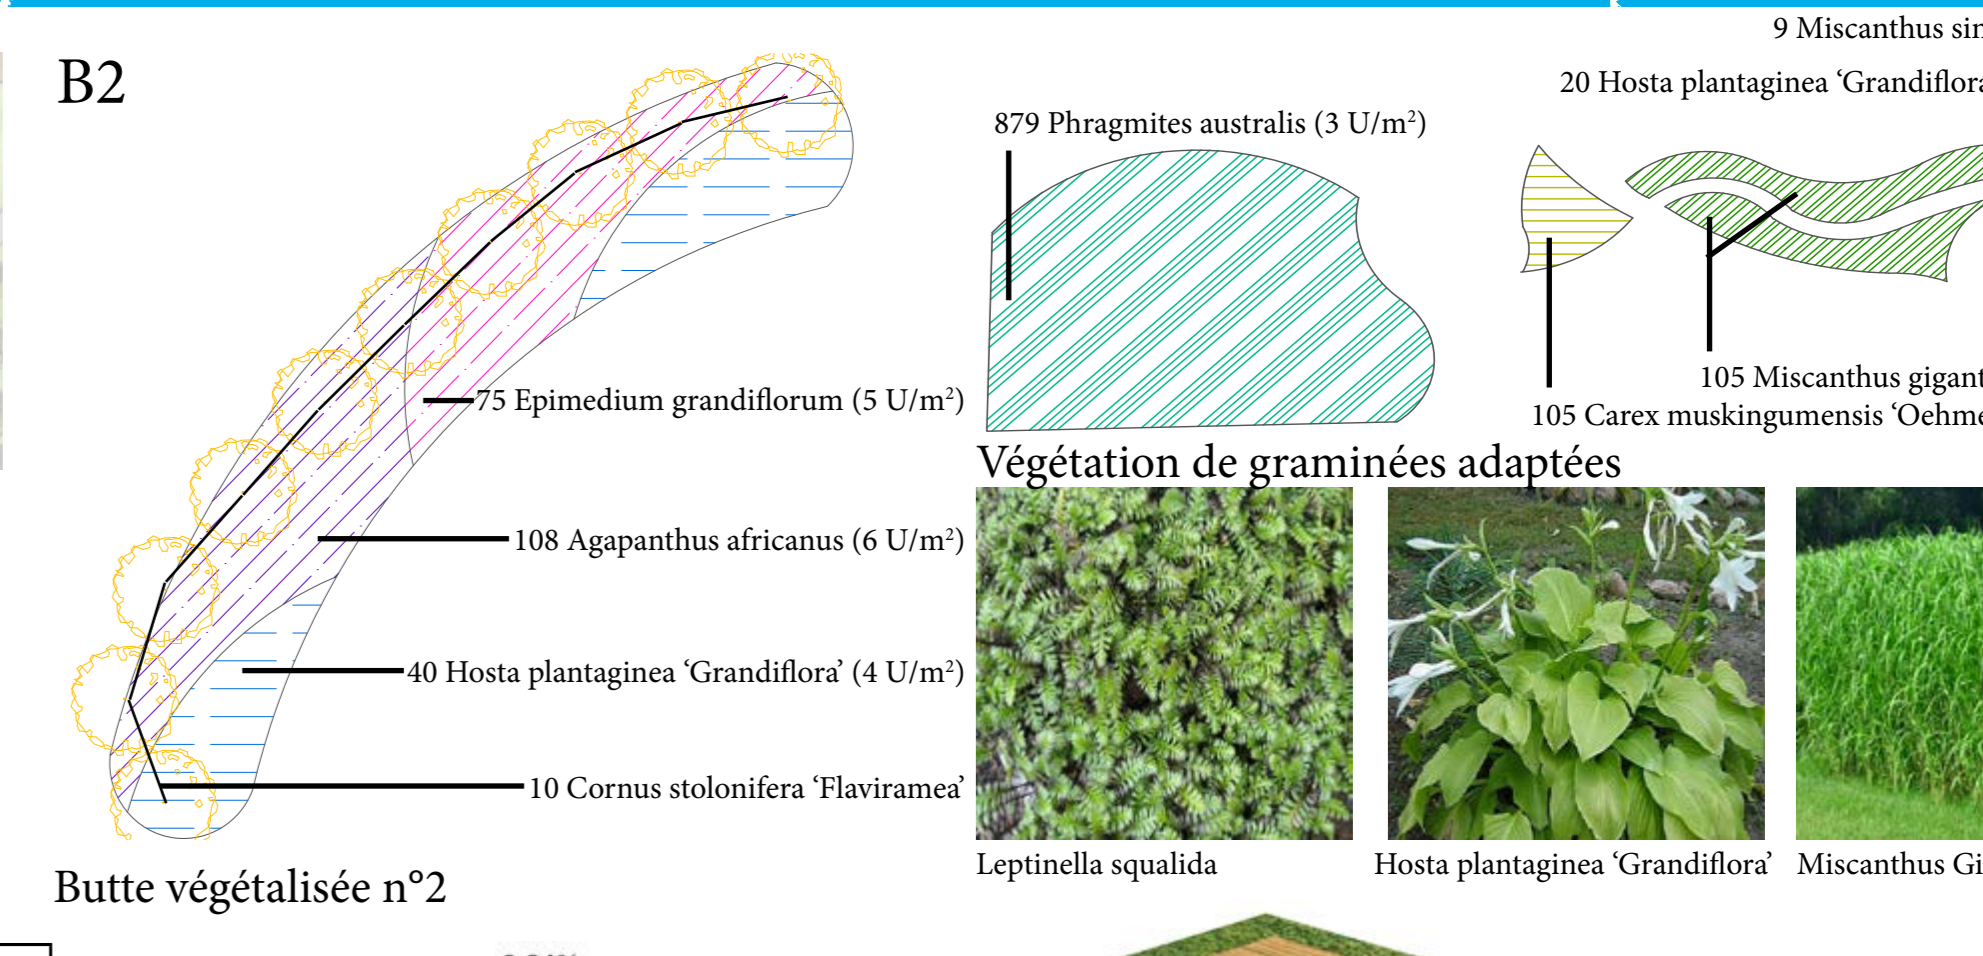 B2
75 Epimedium grandiflorum (5 U/m²)
108 Agapanthus africanus (6 U/m²)
40 Hosta plantaginea ‘Grandiflora’ (4 U/m²)
10 Cornus stolonifera ‘Flaviramea’
Butte végétalisée n°2
879 Phragmites australis (3 U/m²)
9 Miscanthus sin
20 Hosta plantaginea ‘Grandiflora
105 Miscanthus gigant
105 Carex muskingumensis ‘Oehme
Végétation de graminées adaptées
Leptinella squalida
Hosta plantaginea ‘Grandiflora’
Miscanthus Gi